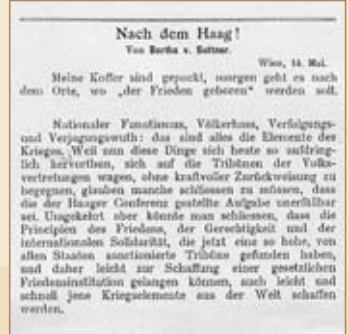 Nach dem Haag!
Von Bertha v. Suttner.
Wien, 14. Mai.
Meine Koffer sind gepackt, morgen geht es nach
dem Orte, wo „der Frieden geboren“ werden soll.
Nationaler Fanatismus, Völkerhass, Verfolgungs-
und Verjagungswuth: das sind alles die Elemente des
Krieges. Weil nun diese Dinge sich heute so aufdring-
lich hervorthun, sich auf die Tribünen der Volks-
vertretungen wagen, ohne kraftvoller Zurückweisung zu
begegnen, glauben manche schliessen zu müssen, dass
die der Haager Conferenz gestellte Aufgabe unerfüllbar
sei. Umgekehrt aber könnte man schliessen, dass die
Principien des Friedens, der Gerechtigkeit und der
internationalen Solidarität, die jetzt eine so hohe, von
allen Staaten sanctionierte Tribüne gefunden haben,
und daher leicht zur Schaffung einer gesetzlichen
Friedensinstitution gelangen können, auch leicht und
schnell jene Kriegselemente aus der Welt schaffen
werden.